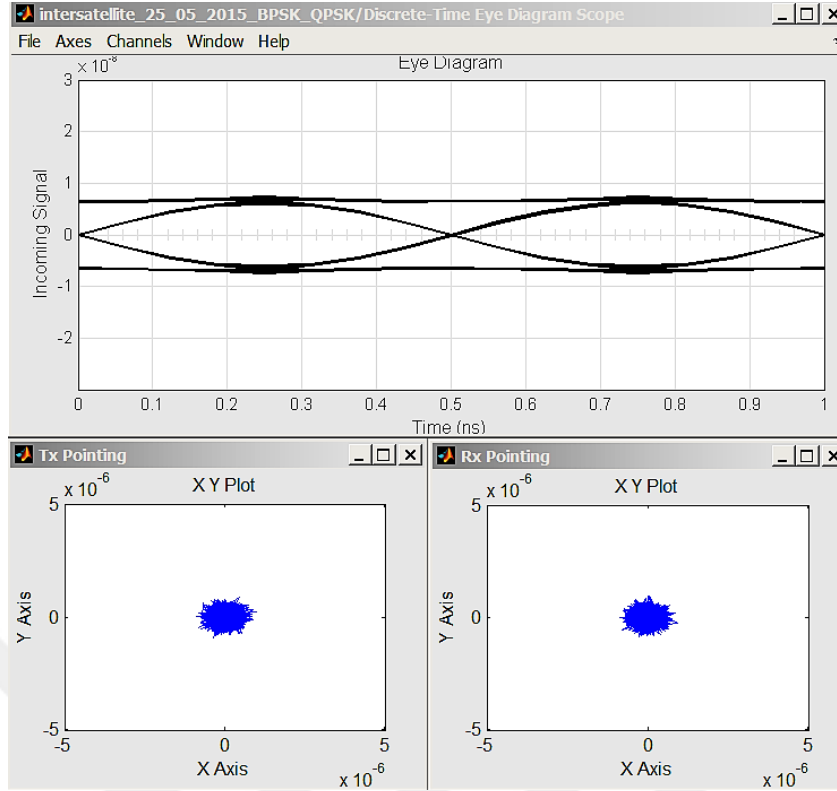 intersatellite_25_05_2015_BPSK_QPSK/Discrete-Time Eye Diagram Scope
File Axes Channels Window Help
Eye Diagram
x 10⁻⁸
3
2
1
0
-1
-2
Incoming Signal
0 0.1 0.2 0.3 0.4 0.5 0.6 0.7 0.8 0.9 1
Time (ns)
Tx Pointing
X Y Plot
x 10⁻⁶
5
0
-5
Y Axis
-5 0 5
X Axis
x 10⁻⁶
Rx Pointing
X Y Plot
x 10⁻⁶
5
0
-5
Y Axis
-5 0 5
X Axis
x 10⁻⁶